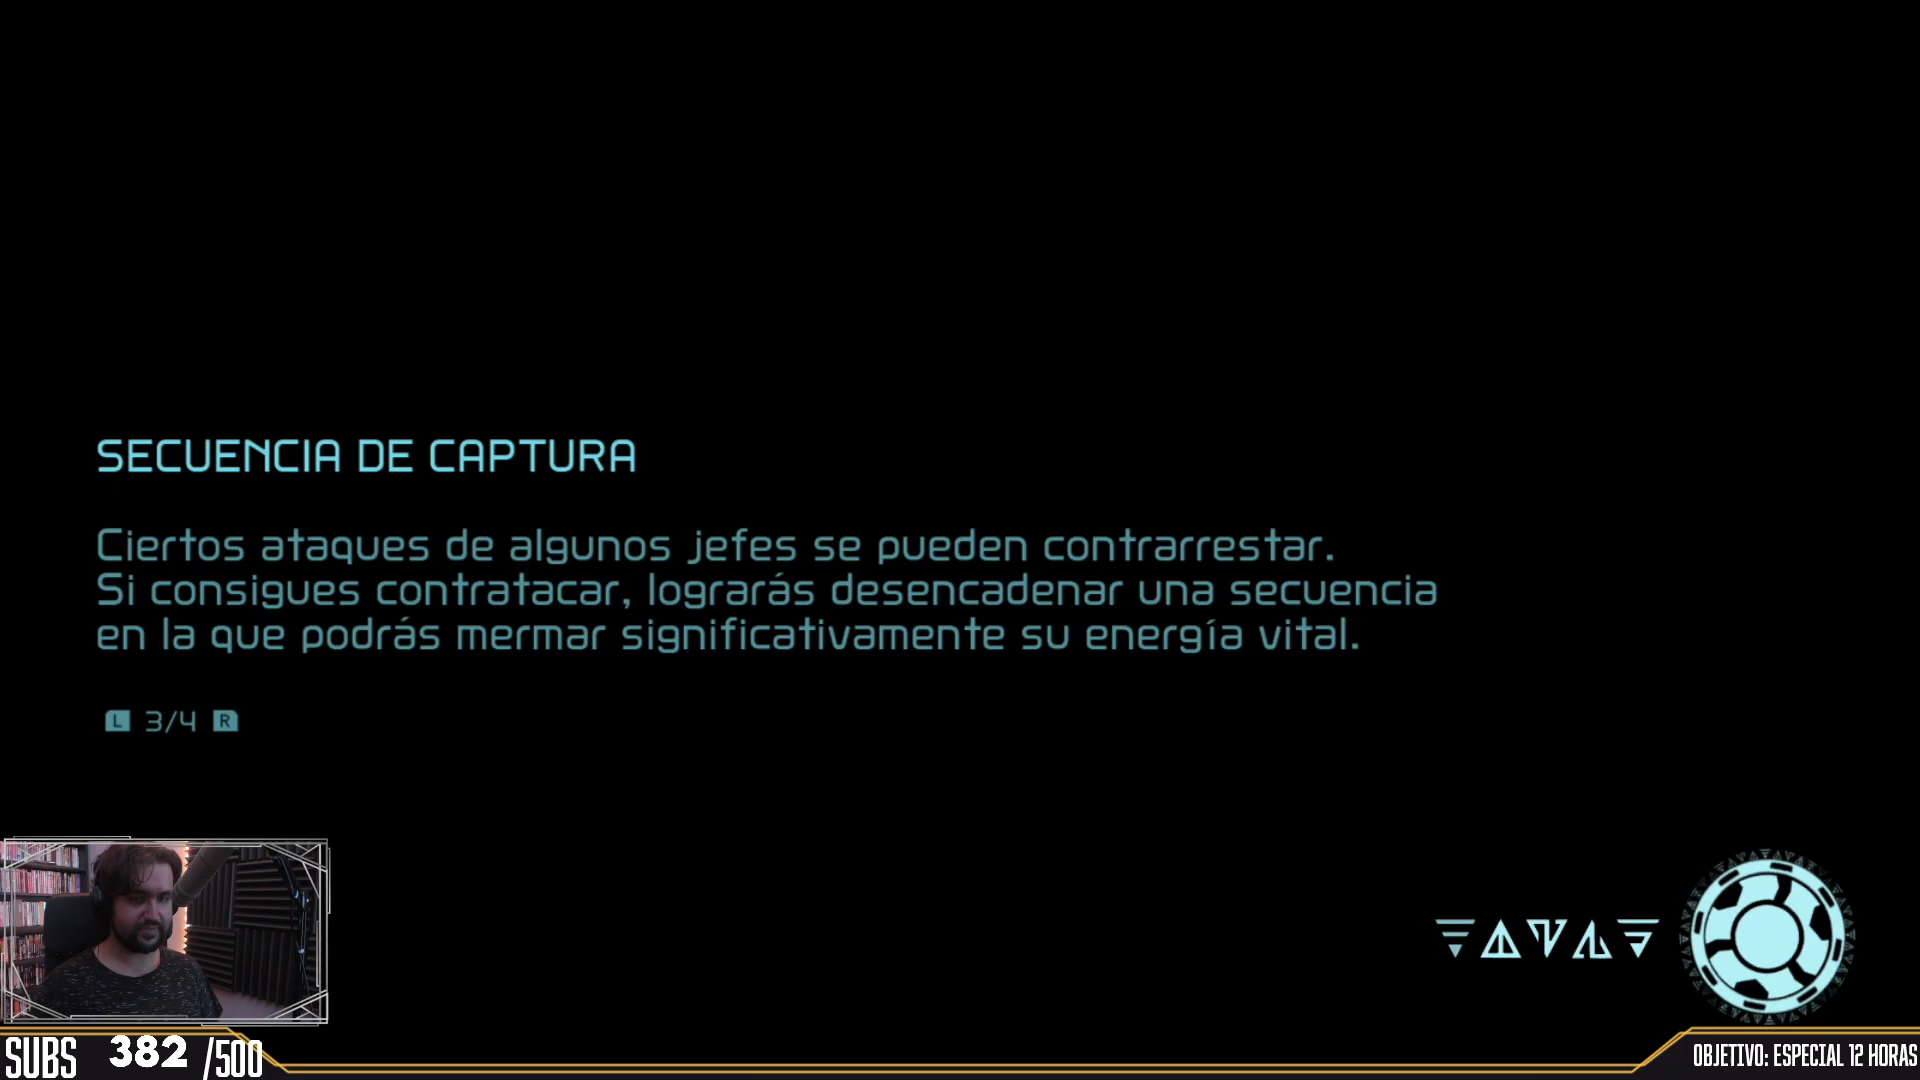 SECUENCIA DE CAPTURA
Ciertos ataques de algunos jefes se pueden contrarrestar.
Si consigues contratacar, lograrás desencadenar una secuencia
en la que podrás mermar significativamente su energía vital.
L 3/4 R
SUBS 382 /500
OBJETIVO: ESPECIAL 12 HORAS